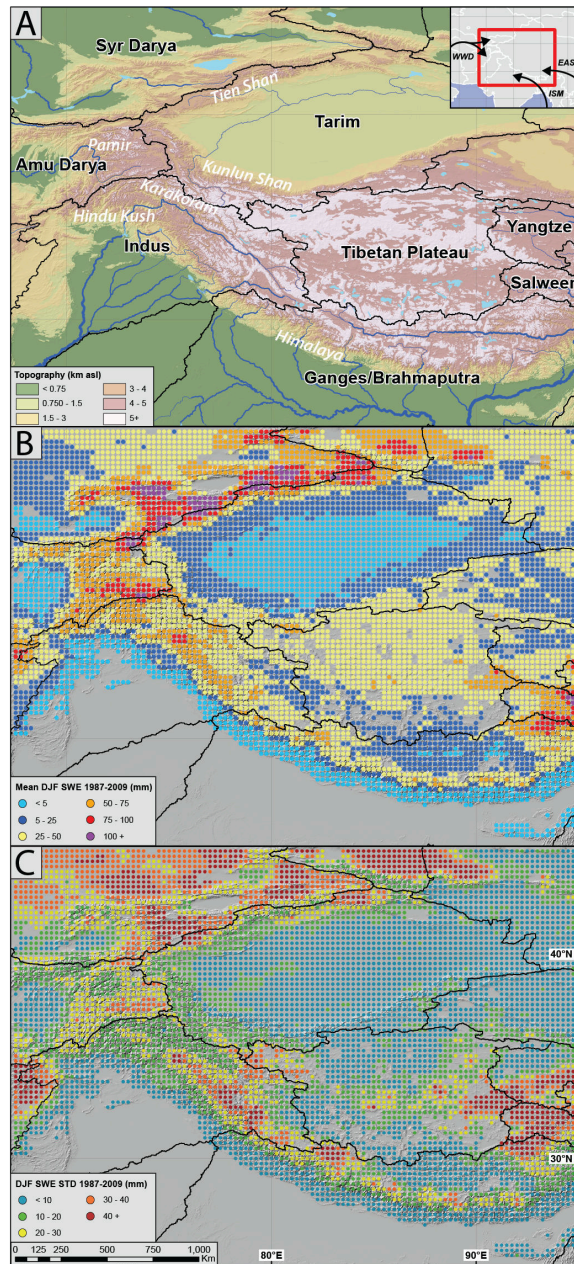 A
Syr Darya
WWD
EAS
ISM
Tien Shan
Tarim
Pamir
Amu Darya
Kunlun Shan
Karakoram
Hindu Kush
Yangtze
Indus
Tibetan Plateau
Salween
Himalaya
Ganges/Brahmaputra
Topography (km asl)
< 0.75
3 - 4
0.750 - 1.5
4 - 5
1.5 - 3
5+
B
Mean DJF SWE 1987-2009 (mm)
< 5
50 - 75
5 - 25
75 - 100
25 - 50
100 +
C
40°N
30°N
DJF SWE STD 1987-2009 (mm)
< 10
30 - 40
10 - 20
40 +
20 - 30
0 125 250 500 750 1,000
Km
80°E
90°E